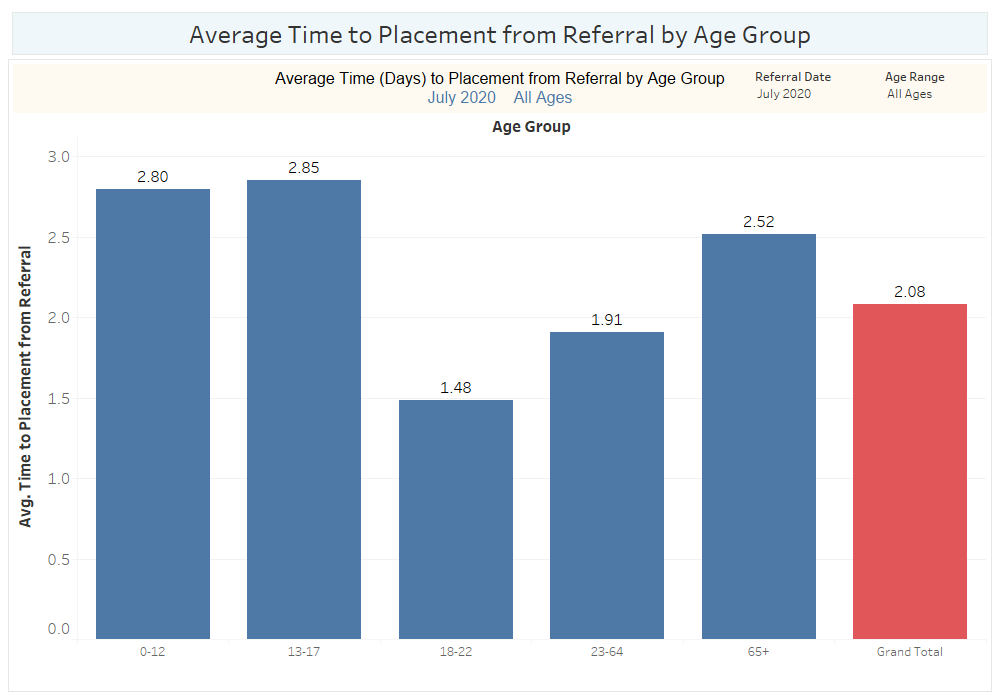 Average Time to Placement from Referral by Age Group
Average Time (Days) to Placement from Referral by Age Group
July 2020 All Ages
Referral Date
July 2020
Age Range
All Ages
Age Group
Avg. Time to Placement from Referral
3.0
2.5
2.0
1.5
1.0
0.5
0.0
2.80
2.85
1.48
1.91
2.52
2.08
0-12
13-17
18-22
23-64
65+
Grand Total